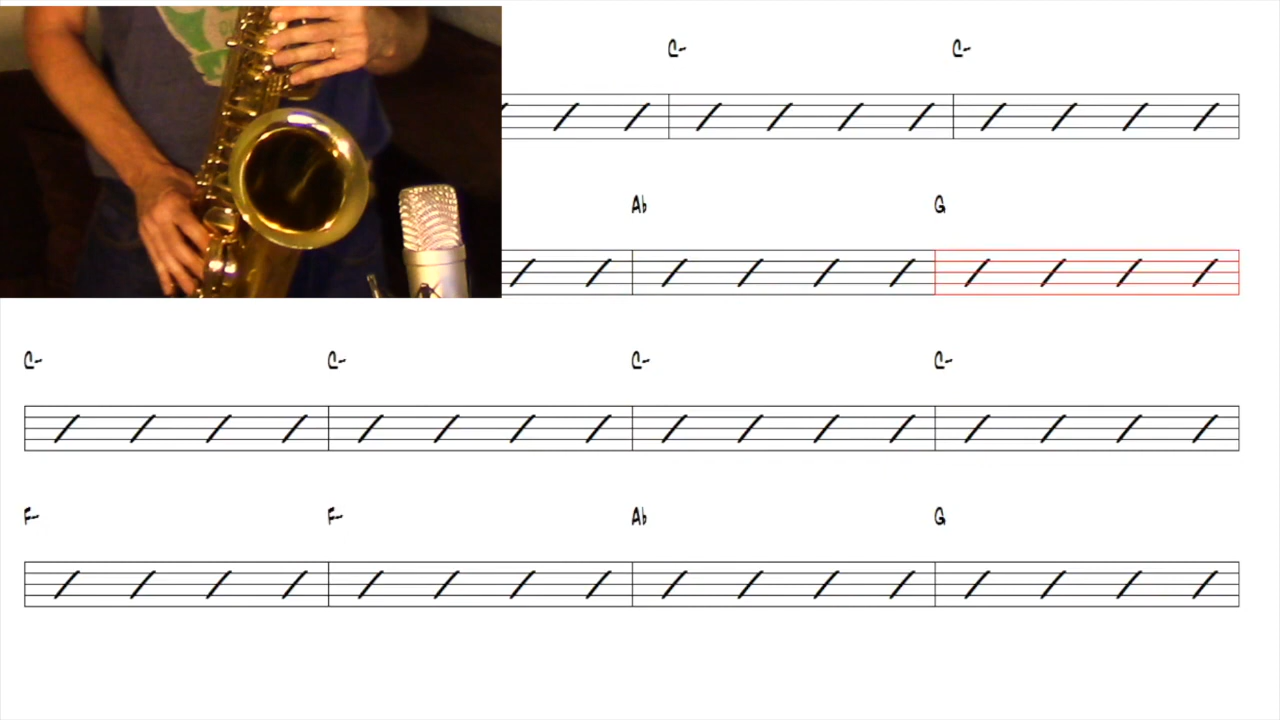 C- C-
Ab G
C- C- C- C-
F- F- Ab G